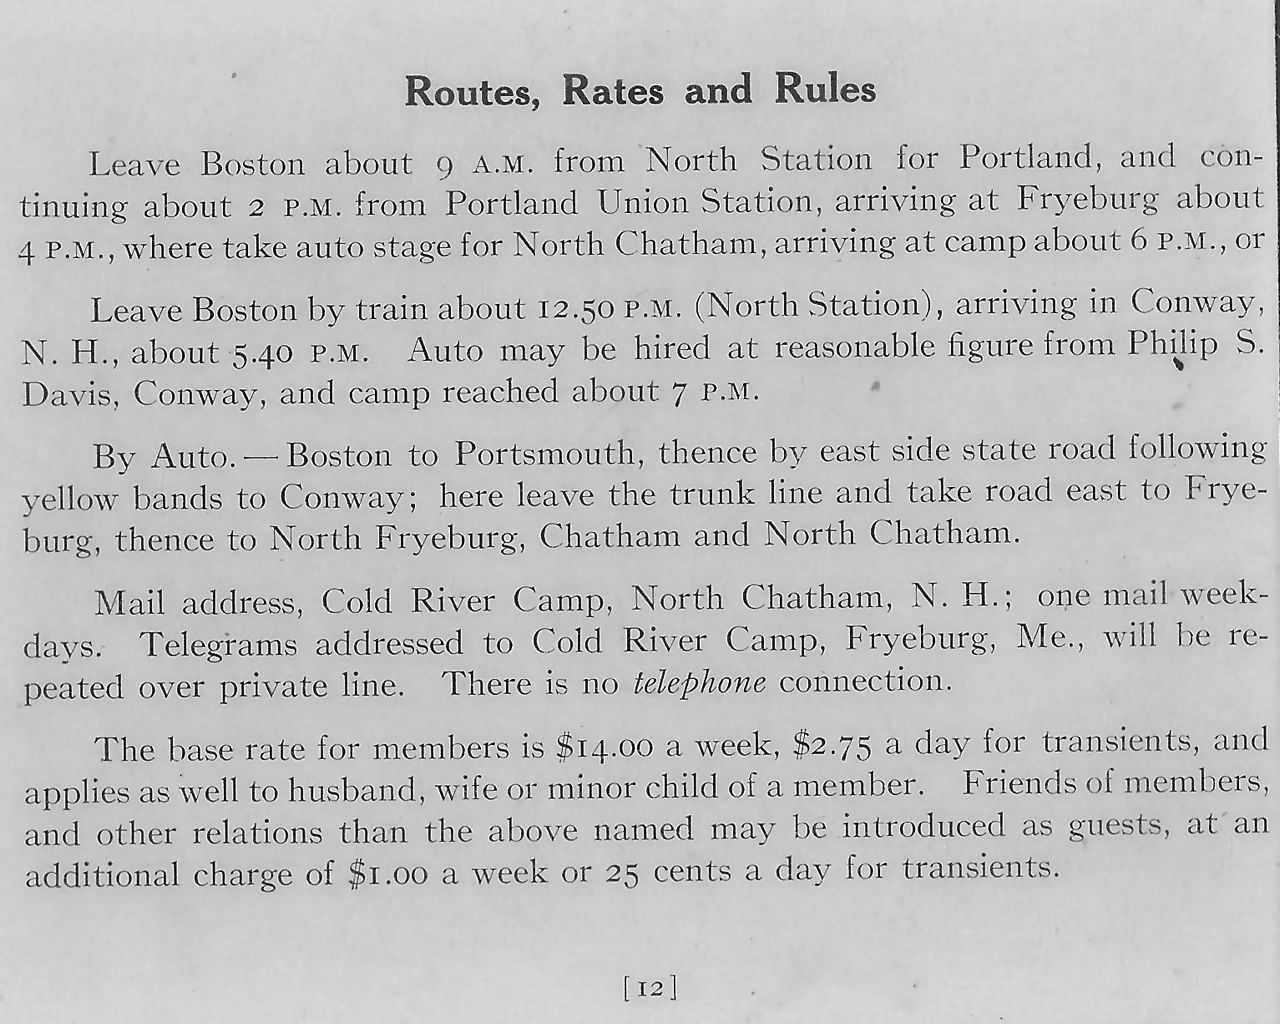 Routes, Rates and Rules
Leave Boston about 9 A.M. from North Station for Portland, and con-
tinuing about 2 P.M. from Portland Union Station, arriving at Fryeburg about
4 P.M., where take auto stage for North Chatham, arriving at camp about 6 P.M., or
Leave Boston by train about 12.50 P.M. (North Station), arriving in Conway,
N. H., about 5.40 P.M. Auto may be hired at reasonable figure from Philip S.
Davis, Conway, and camp reached about 7 P.M.
By Auto. — Boston to Portsmouth, thence by east side state road following
yellow bands to Conway; here leave the trunk line and take road east to Frye-
burg, thence to North Fryeburg, Chatham and North Chatham.
Mail address, Cold River Camp, North Chatham, N. H.; one mail week-
days. Telegrams addressed to Cold River Camp, Fryeburg, Me., will be re-
peated over private line. There is no telephone connection.
The base rate for members is $14.00 a week, $2.75 a day for transients, and
applies as well to husband, wife or minor child of a member. Friends of members,
and other relations than the above named may be introduced as guests, at an
additional charge of $1.00 a week or 25 cents a day for transients.
[12]